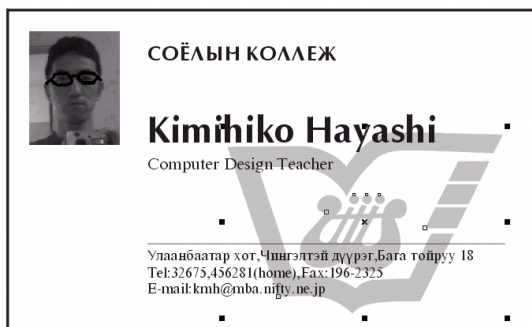 СОЁЛЫН КОЛЛЕЖ
Kimihiko Hayashi
Computer Design Teacher
Улаанбаатар хот,Чингэлтэй дүүрэг,Бага тойруу 18
Tel:32675,456281(home),Fax:196-2325
E-mail:kmh@mba.nifty.ne.jp